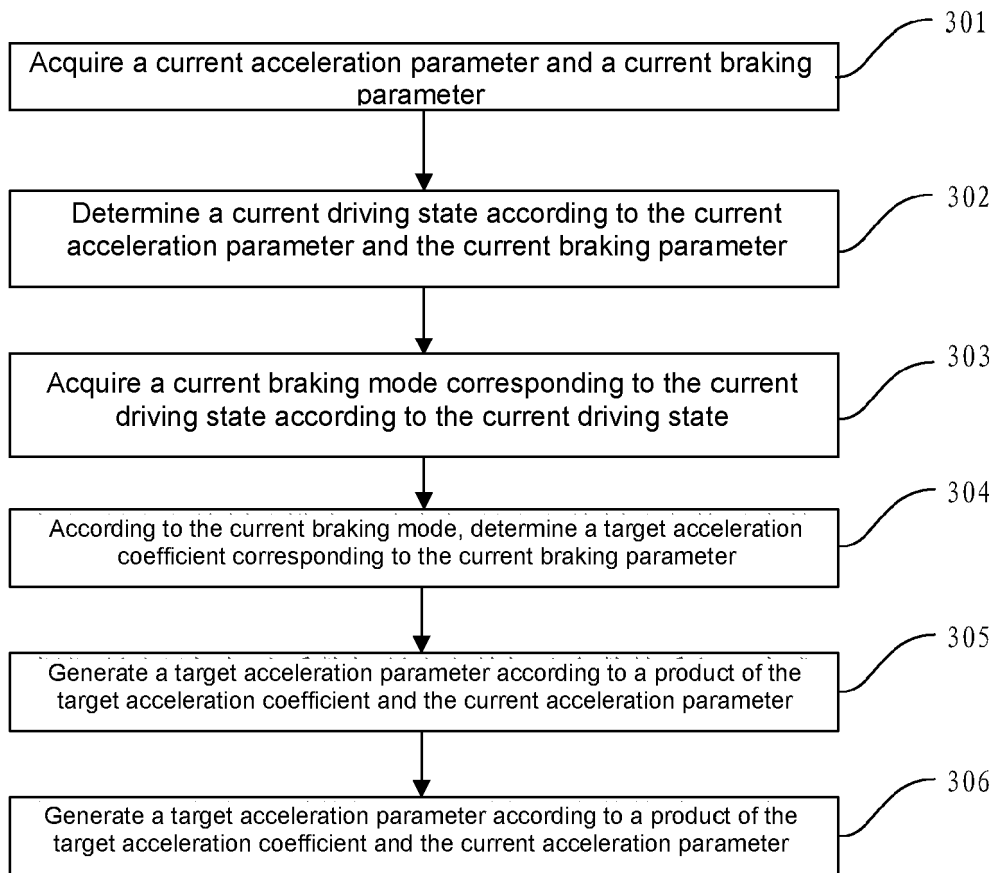 301
Acquire a current acceleration parameter and a current braking
parameter
302
Determine a current driving state according to the current
acceleration parameter and the current braking parameter
303
Acquire a current braking mode corresponding to the current
driving state according to the current driving state
304
According to the current braking mode, determine a target acceleration
coefficient corresponding to the current braking parameter
305
Generate a target acceleration parameter according to a product of the
target acceleration coefficient and the current acceleration parameter
306
Generate a target acceleration parameter according to a product of the
target acceleration coefficient and the current acceleration parameter